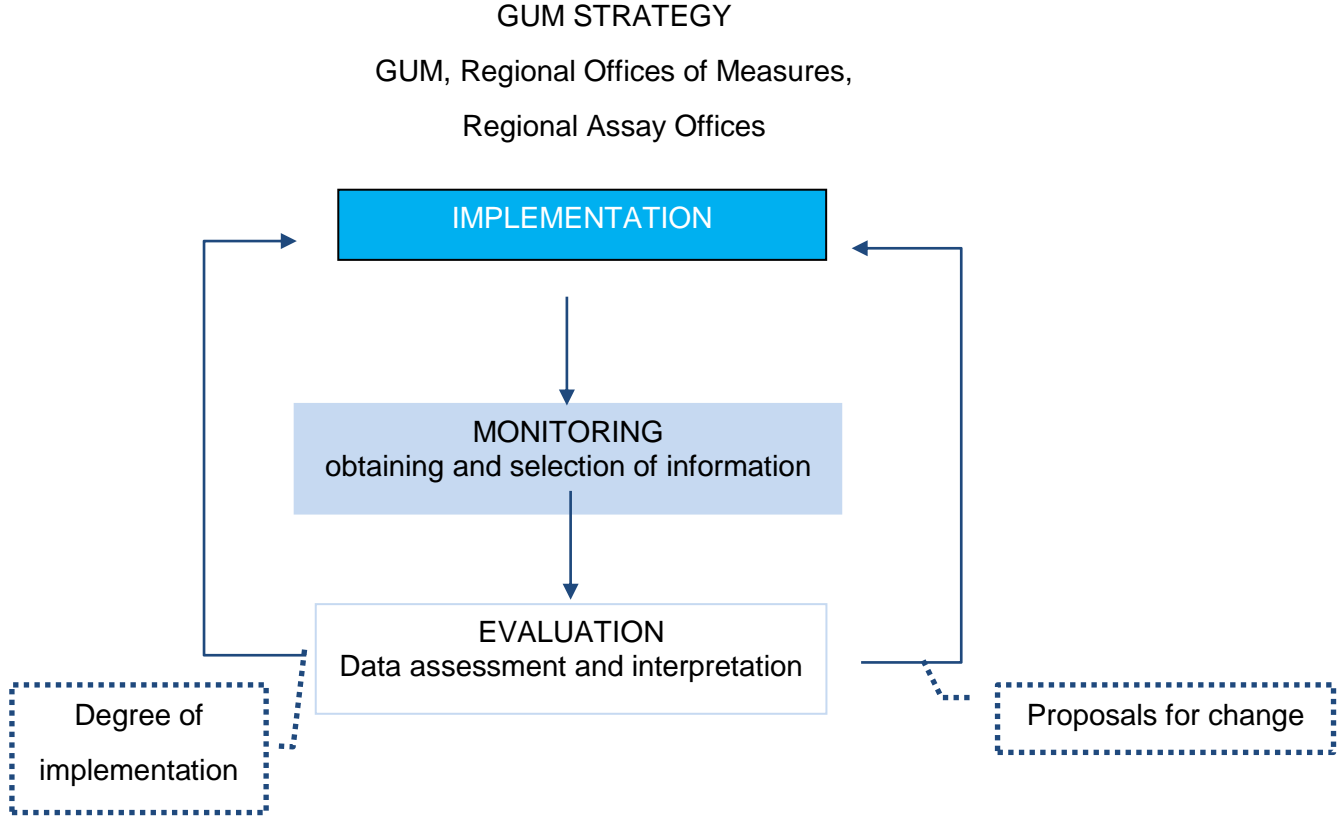 GUM STRATEGY
GUM, Regional Offices of Measures,
Regional Assay Offices
IMPLEMENTATION
MONITORING
obtaining and selection of information
EVALUATION
Data assessment and interpretation
Degree of
implementation
Proposals for change